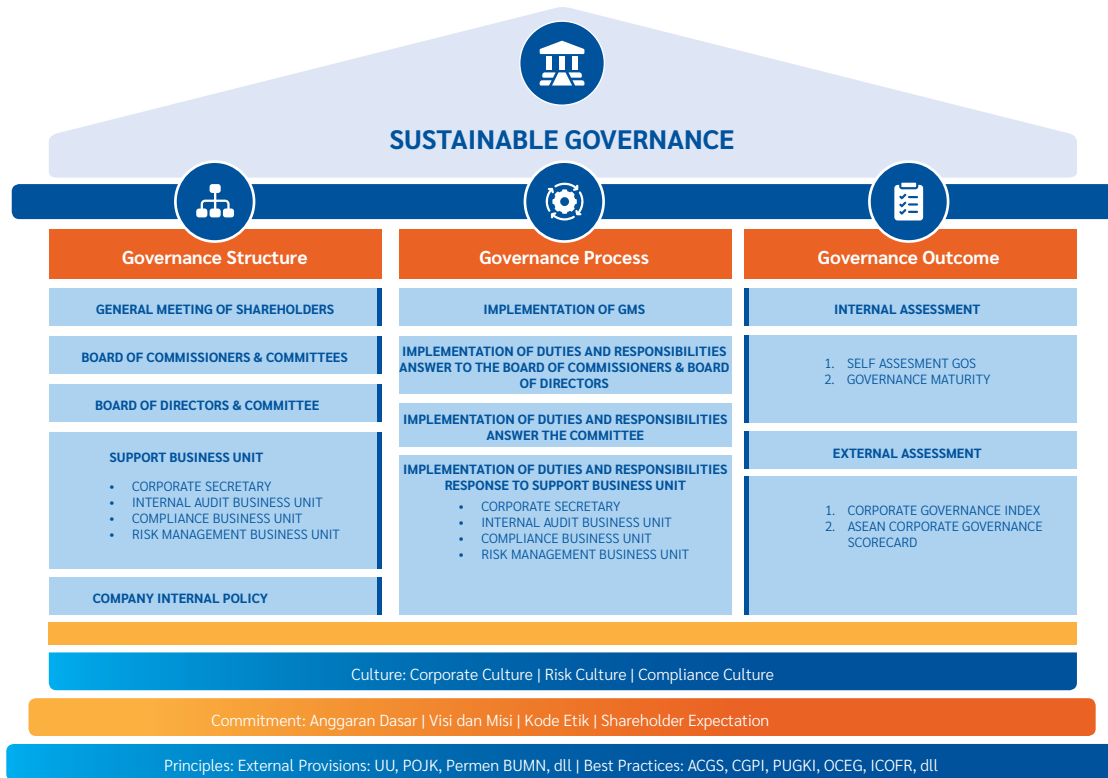 SUSTAINABLE GOVERNANCE
Governance Structure
GENERAL MEETING OF SHAREHOLDERS
BOARD OF COMMISSIONERS & COMMITTEES
BOARD OF DIRECTORS & COMMITTEE
SUPPORT BUSINESS UNIT
• CORPORATE SECRETARY
• INTERNAL AUDIT BUSINESS UNIT
• COMPLIANCE BUSINESS UNIT
• RISK MANAGEMENT BUSINESS UNIT
COMPANY INTERNAL POLICY
Governance Process
IMPLEMENTATION OF GMS
IMPLEMENTATION OF DUTIES AND RESPONSIBILITIES
ANSWER TO THE BOARD OF COMMISSIONERS & BOARD
OF DIRECTORS
IMPLEMENTATION OF DUTIES AND RESPONSIBILITIES
ANSWER THE COMMITTEE
IMPLEMENTATION OF DUTIES AND RESPONSIBILITIES
RESPONSE TO SUPPORT BUSINESS UNIT
• CORPORATE SECRETARY
• INTERNAL AUDIT BUSINESS UNIT
• COMPLIANCE BUSINESS UNIT
• RISK MANAGEMENT BUSINESS UNIT
Governance Outcome
INTERNAL ASSESSMENT
1. SELF ASSESMENT GOS
2. GOVERNANCE MATURITY
EXTERNAL ASSESSMENT
1. CORPORATE GOVERNANCE INDEX
2. ASEAN CORPORATE GOVERNANCE
SCORECARD
Culture: Corporate Culture | Risk Culture | Compliance Culture
Commitment: Anggaran Dasar | Visi dan Misi | Kode Etik | Shareholder Expectation
Principles: External Provisions: UU, POJK, Permen BUMN, dll | Best Practices: ACGS, CGPI, PUGKI, OCEG, ICOFR, dll